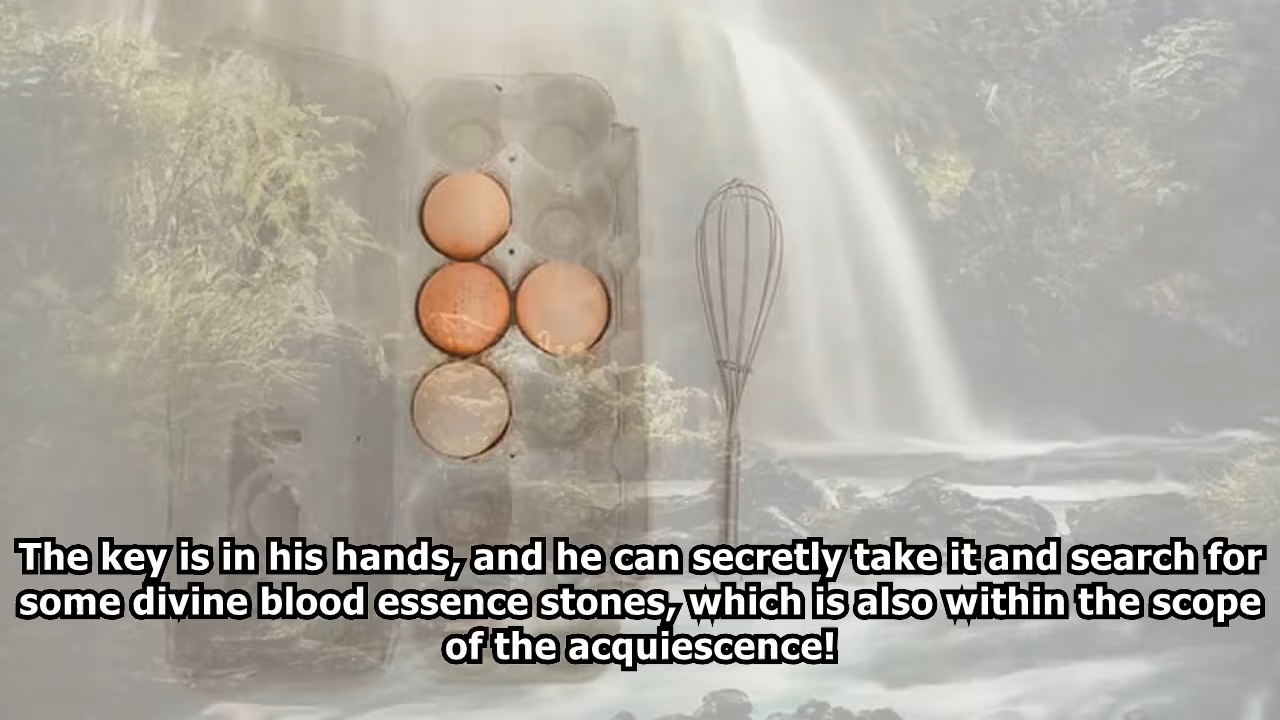 The key is in his hands, and he can secretly take it and search for
some divine blood essence stones, which is also within the scope
of the acquiescence!